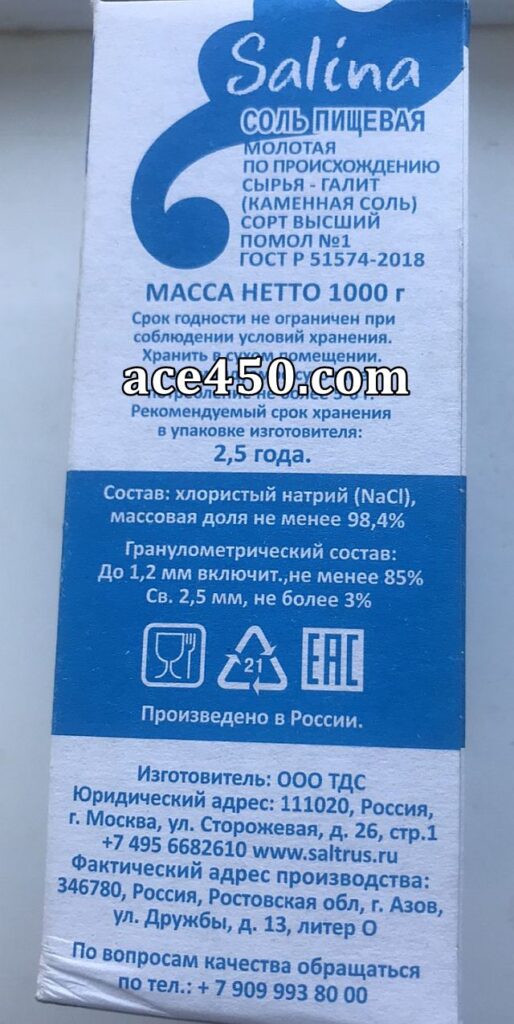 Salina
СОЛЬ ПИЩЕВАЯ
МОЛОТАЯ
ПО ПРОИСХОЖДЕНИЮ
СЫРЬЯ - ГАЛИТ
(КАМЕННАЯ СОЛЬ)
СОРТ ВЫСШИЙ
ПОМОЛ №1
ГОСТ Р 51574-2018
МАССА НЕТТО 1000 г
Срок годности не ограничен при
соблюдении условий хранения.
Хранить в сухом помещении.
ace450.com
Рекомендуемый срок хранения
в упаковке изготовителя:
2,5 года.
Состав: хлористый натрий (NaCl),
массовая доля не менее 98,4%
Гранулометрический состав:
До 1,2 мм включит.,не менее 85%
Св. 2,5 мм, не более 3%
21
EAC
Произведено в России.
Изготовитель: ООО ТДС
Юридический адрес: 111020, Россия,
г. Москва, ул. Сторожевая, д. 26, стр.1
+7 495 6682610 www.saltrus.ru
Фактический адрес производства:
346780, Россия, Ростовская обл, г. Азов,
ул. Дружбы, д. 13, литер О
По вопросам качества обращаться
по тел.: + 7 909 993 80 00